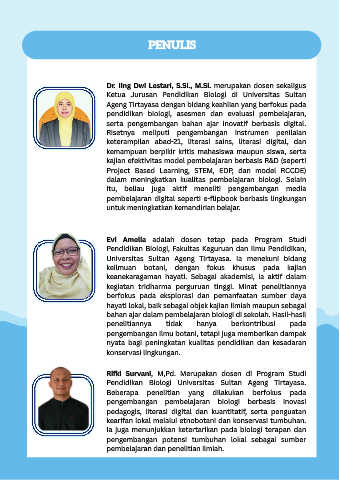 PENULIS
Dr. Iing Dwi Lestari, S.Si., M.Si. merupakan dosen sekaligus
Ketua Jurusan Pendidikan Biologi di Universitas Sultan
Ageng Tirtayasa dengan bidang keahlian yang berfokus pada
pendidikan biologi, asesmen dan evaluasi pembelajaran,
serta pengembangan bahan ajar inovatif berbasis digital.
Risetnya meliputi pengembangan instrumen penilaian
keterampilan abad-21, literasi sains, literasi digital, dan
kemampuan berpikir kritis mahasiswa maupun siswa, serta
kajian efektivitas model pembelajaran berbasis R&D (seperti
Project Based Learning, STEM, EDP, dan model RCCDE)
dalam meningkatkan kualitas pembelajaran biologi. Selain
itu, beliau juga aktif meneliti pengembangan media
pembelajaran digital seperti e-flipbook berbasis lingkungan
untuk meningkatkan kemandirian belajar.
Evi Amelia adalah dosen tetap pada Program Studi
Pendidikan Biologi, Fakultas Keguruan dan Ilmu Pendidikan,
Universitas Sultan Ageng Tirtayasa. Ia menekuni bidang
keilmuan botani, dengan fokus khusus pada kajian
keanekaragaman hayati. Sebagai akademisi, ia aktif dalam
kegiatan tridharma perguruan tinggi. Minat penelitiannya
berfokus pada eksplorasi dan pemanfaatan sumber daya
hayati lokal, baik sebagai objek kajian ilmiah maupun sebagai
bahan ajar dalam pembelajaran biologi di sekolah. Hasil-hasil
penelitiannya tidak hanya berkontribusi pada
pengembangan ilmu botani, tetapi juga memberikan dampak
nyata bagi peningkatan kualitas pendidikan dan kesadaran
konservasi lingkungan.
Rifki Survani, M,Pd. Merupakan dosen di Program Studi
Pendidikan Biologi Universitas Sultan Ageng Tirtayasa.
Beberapa penelitian yang dilakukan berfokus pada
pengembangan pembelajaran biologi berbasis inovasi
pedagogis, literasi digital dan kuantitatif, serta penguatan
kearifan lokal melalui etnobotani dan konservasi tumbuhan.
Ia juga menunjukkan ketertarikan pada biologi terapan dan
pengembangan potensi tumbuhan lokal sebagai sumber
pembelajaran dan penelitian ilmiah.